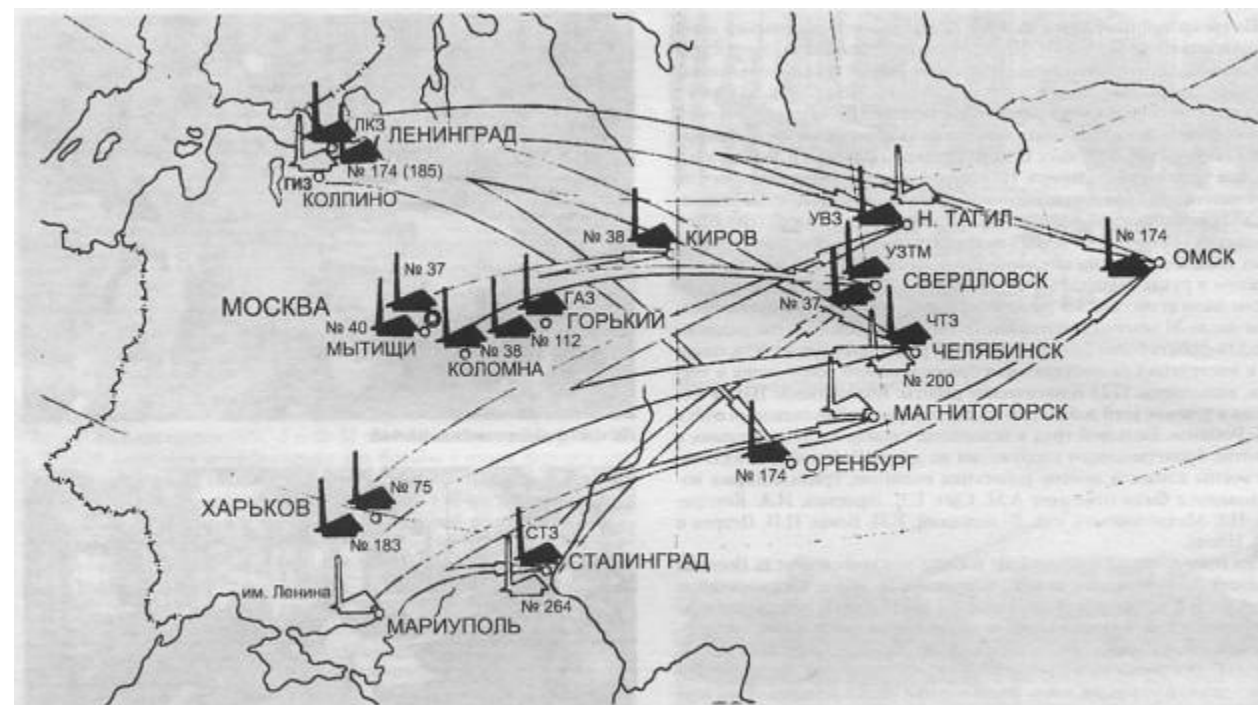 ЛКЗ
ЛЕНИНГРАД
№ 174 (185)
ГИЗ
КОЛПИНО
№ 38
КИРОВ
УВЗ
Н. ТАГИЛ
№ 174
ОМСК
УЗТМ
СВЕРДЛОВСК
№ 37
№ 37
МОСКВА
ГАЗ
ГОРЬКИЙ
№ 40
МЫТИЩИ
№ 112
№ 38
КОЛОМНА
ЧТЗ
ЧЕЛЯБИНСК
№ 200
МАГНИТОГОРСК
ОРЕНБУРГ
№ 174
№ 75
ХАРЬКОВ
№ 183
СТЗ
СТАЛИНГРАД
№ 264
им. Ленина
МАРИУПОЛЬ